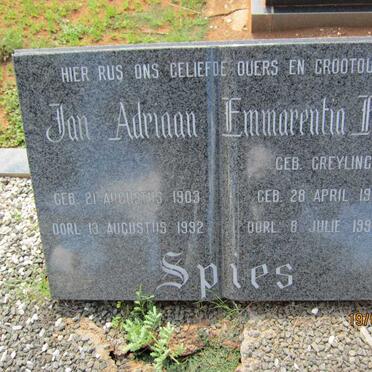 HIER RUS ONS GELIEFDE OUERS EN GROOTOU
Jan Adriaan Emmarentia
GEB. GREYLING
GEB. 21 AUGUSTUS 1903 GEB. 28 APRIL 19
OORL. 13 AUGUSTUS 1992 OORL. 8 JULIE 199
Spies
19/